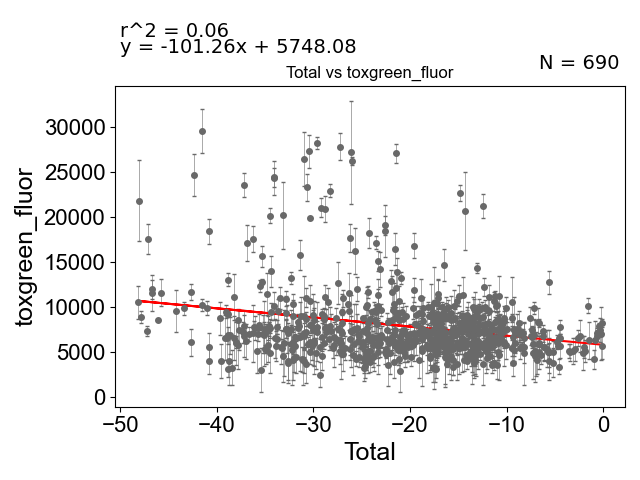 r^2 = 0.06
y = -101.26x + 5748.08
N = 690
Total vs toxgreen_fluor
toxgreen_fluor
30000
25000
20000
15000
10000
5000
0
−50
−40
−30
−20
−10
0
Total